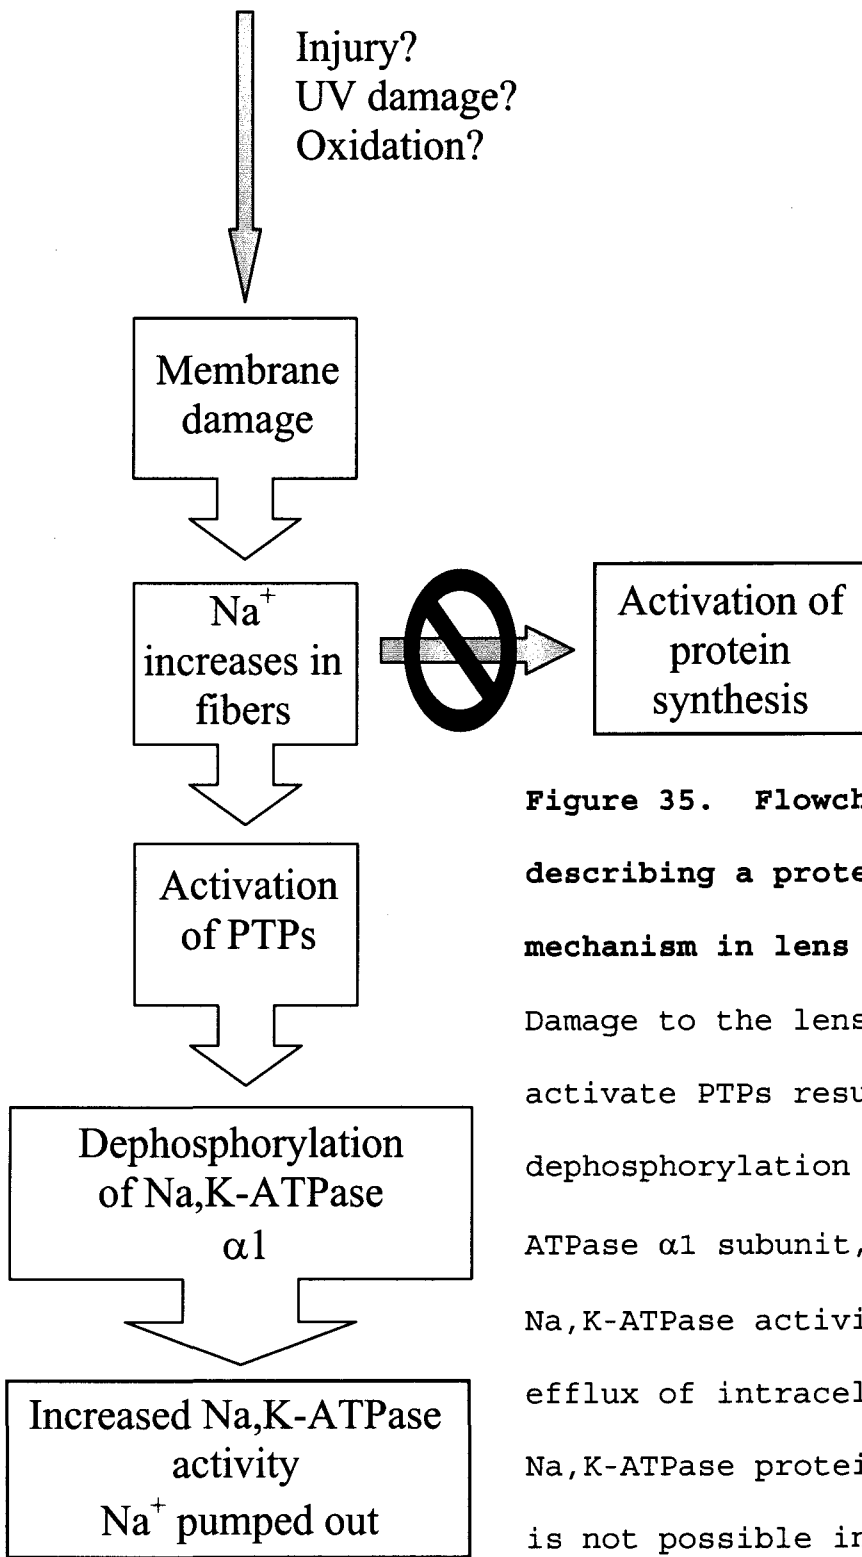 Injury?
UV damage?
Oxidation?
Membrane
damage
Na⁺
increases in
fibers
Activation of
protein
synthesis
Activation
of PTPs
Dephosphorylation
of Na,K-ATPase
α1
Increased Na,K-ATPase
activity
Na⁺ pumped out
Figure 35. Flowch
describing a prote
mechanism in lens
Damage to the lens
activate PTPs resu
dephosphorylation
ATPase α1 subunit,
Na,K-ATPase activi
efflux of intracel
Na,K-ATPase protei
is not possible in